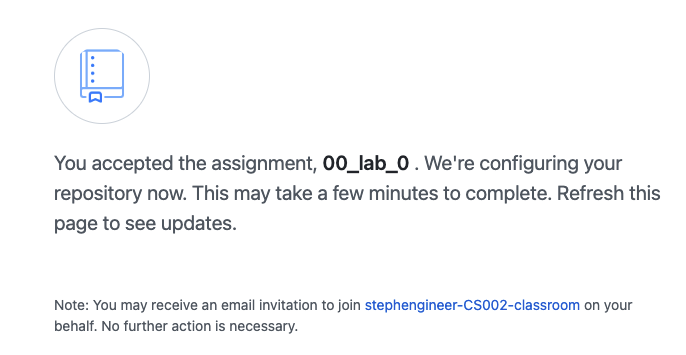 You accepted the assignment, 00_lab_0 . We're configuring your
repository now. This may take a few minutes to complete. Refresh this
page to see updates.
Note: You may receive an email invitation to join stephengineer-CS002-classroom on your
behalf. No further action is necessary.